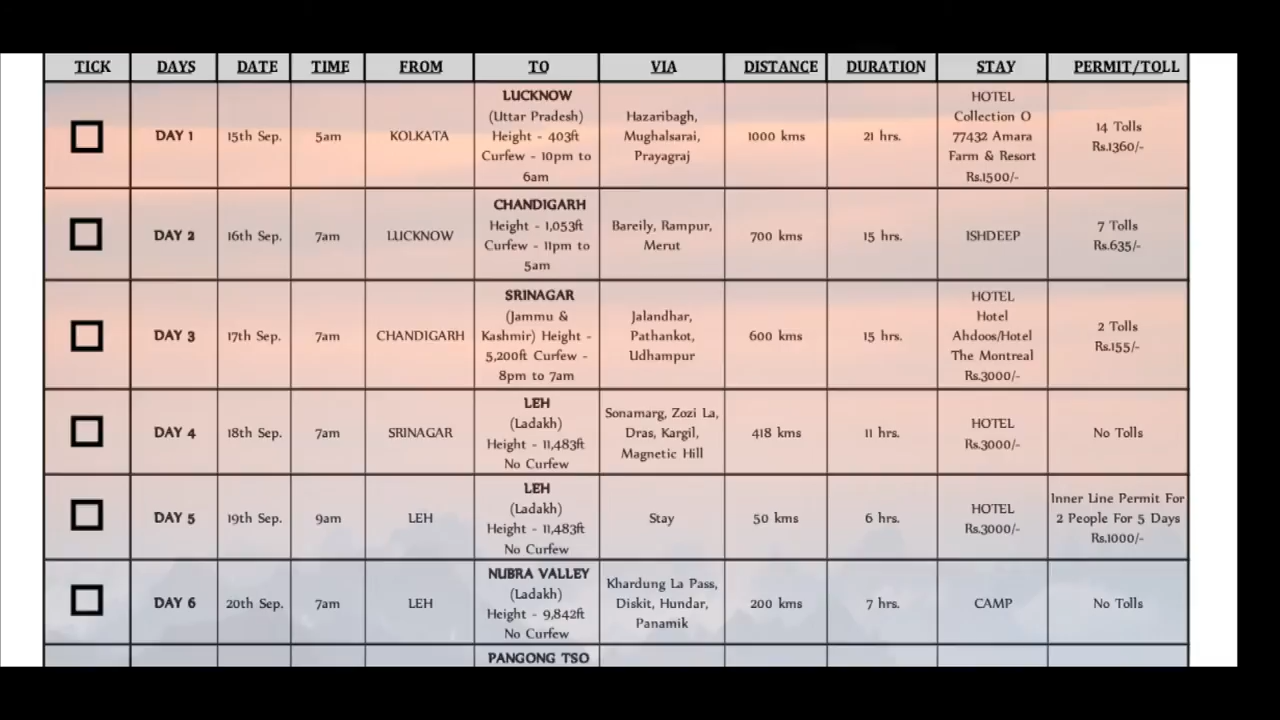 TICK DAYS DATE TIME FROM TO VIA DISTANCE DURATION STAY PERMIT/TOLL
DAY 1
15th Sep.
5am
KOLKATA
LUCKNOW
(Uttar Pradesh)
Height - 403ft
Curfew - 10pm to
6am
Hazaribagh,
Mughalsarai,
Prayagraj
1000 kms
21 hrs.
HOTEL
Collection O
77432 Amara
Farm & Resort
Rs.1500/-
14 Tolls
Rs.1360/-
DAY 2
16th Sep.
7am
LUCKNOW
CHANDIGARH
Height - 1,053ft
Curfew - 11pm to
5am
Bareily, Rampur,
Merut
700 kms
15 hrs.
ISHDEEP
7 Tolls
Rs.635/-
DAY 3
17th Sep.
7am
CHANDIGARH
SRINAGAR
(Jammu &
Kashmir) Height -
5,200ft Curfew -
8pm to 7am
Jalandhar,
Pathankot,
Udhampur
600 kms
15 hrs.
HOTEL
Hotel
Ahdoos/Hotel
The Montreal
Rs.3000/-
2 Tolls
Rs.155/-
DAY 4
18th Sep.
7am
SRINAGAR
LEH
(Ladakh)
Height - 11,483ft
No Curfew
Sonamarg, Zozi La,
Dras, Kargil,
Magnetic Hill
418 kms
11 hrs.
HOTEL
Rs.3000/-
No Tolls
DAY 5
19th Sep.
9am
LEH
LEH
(Ladakh)
Height - 11,483ft
No Curfew
Stay
50 kms
6 hrs.
HOTEL
Rs.3000/-
Inner Line Permit For
2 People For 5 Days
Rs.1000/-
DAY 6
20th Sep.
7am
LEH
NUBRA VALLEY
(Ladakh)
Height - 9,842ft
No Curfew
Khardung La Pass,
Diskit, Hundar,
Panamik
200 kms
7 hrs.
CAMP
No Tolls
PANGONG TSO